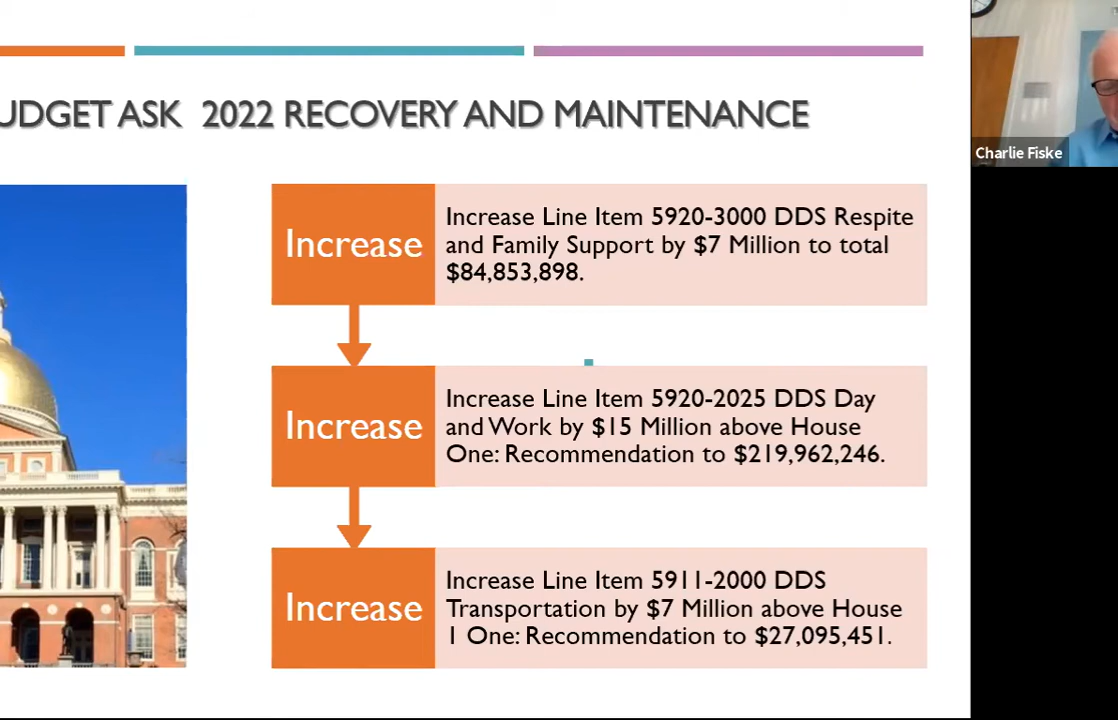 UDGET ASK 2022 RECOVERY AND MAINTENANCE
Charlie Fiske
Increase
Increase Line Item 5920-3000 DDS Respite
and Family Support by $7 Million to total
$84,853,898.
Increase
Increase Line Item 5920-2025 DDS Day
and Work by $15 Million above House
One: Recommendation to $219,962,246.
Increase
Increase Line Item 5911-2000 DDS
Transportation by $7 Million above House
1 One: Recommendation to $27,095,451.